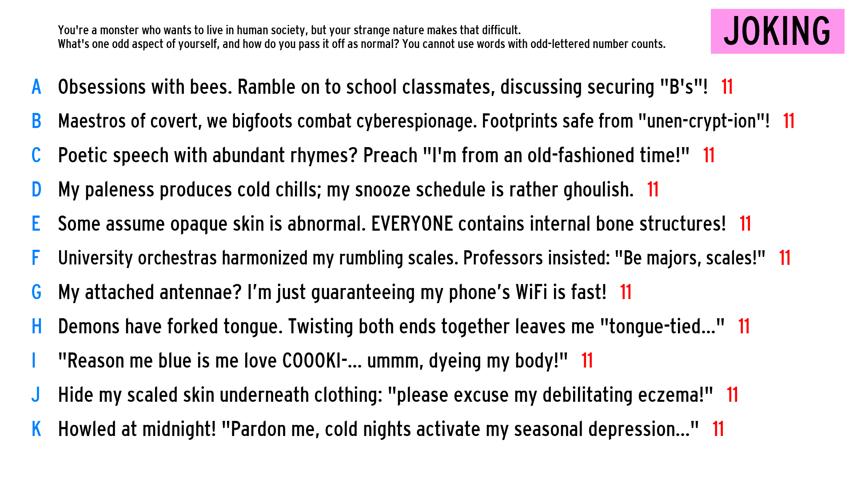 You're a monster who wants to live in human society, but your strange nature makes that difficult.
What's one odd aspect of yourself, and how do you pass it off as normal? You cannot use words with odd-lettered number counts.
JOKING
A Obsessions with bees. Ramble on to school classmates, discussing securing "B's"! 11
B Maestros of covert, we bigfoots combat cyberespionage. Footprints safe from "unen-crypt-ion"! 11
C Poetic speech with abundant rhymes? Preach "I'm from an old-fashioned time!" 11
D My paleness produces cold chills; my snooze schedule is rather ghoulish. 11
E Some assume opaque skin is abnormal. EVERYONE contains internal bone structures! 11
F University orchestras harmonized my rumbling scales. Professors insisted: "Be majors, scales!" 11
G My attached antennae? I'm just guaranteeing my phone's WiFi is fast! 11
H Demons have forked tongue. Twisting both ends together leaves me "tongue-tied..." 11
I "Reason me blue is me love COOOKI-... ummm, dyeing my body!" 11
J Hide my scaled skin underneath clothing: "please excuse my debilitating eczema!" 11
K Howled at midnight! "Pardon me, cold nights activate my seasonal depression..." 11